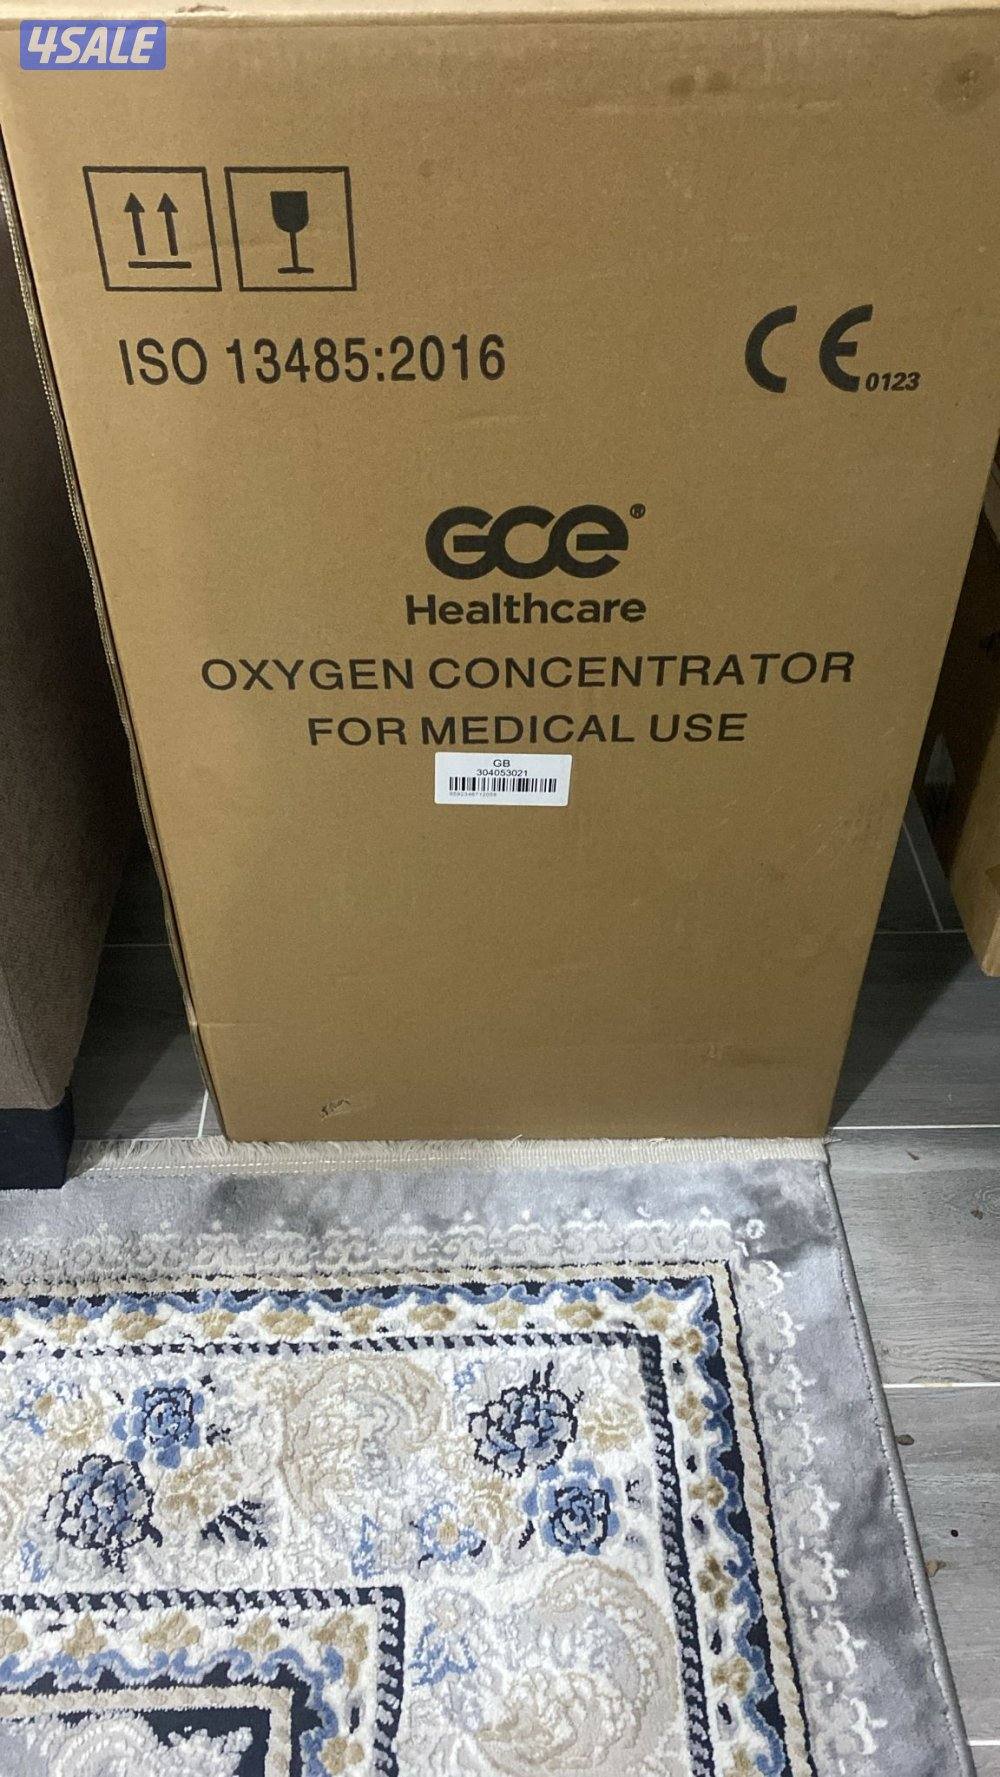 4SALE
ISO 13485:2016
CE 0123
GCE®
Healthcare
OXYGEN CONCENTRATOR
FOR MEDICAL USE
GB
304053021